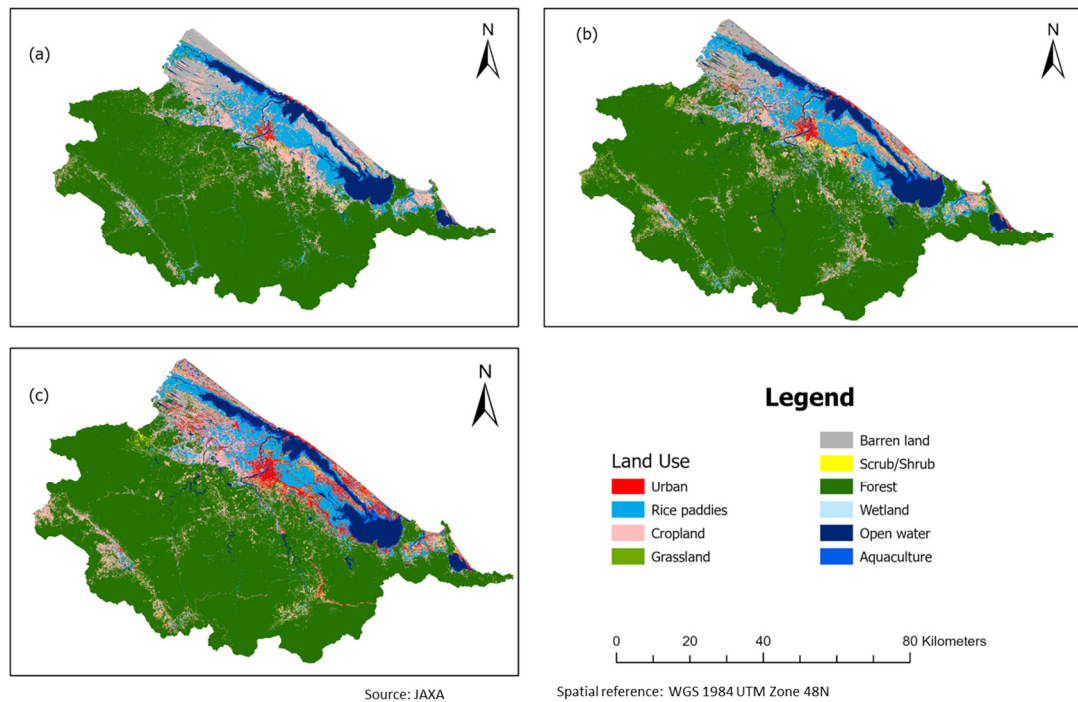 (a)
N
(b)
N
(c)
N
Legend
Land Use
Urban
Rice paddies
Cropland
Grassland
Barren land
Scrub/Shrub
Forest
Wetland
Open water
Aquaculture
0 20 40 80 Kilometers
Source: JAXA
Spatial reference: WGS 1984 UTM Zone 48N